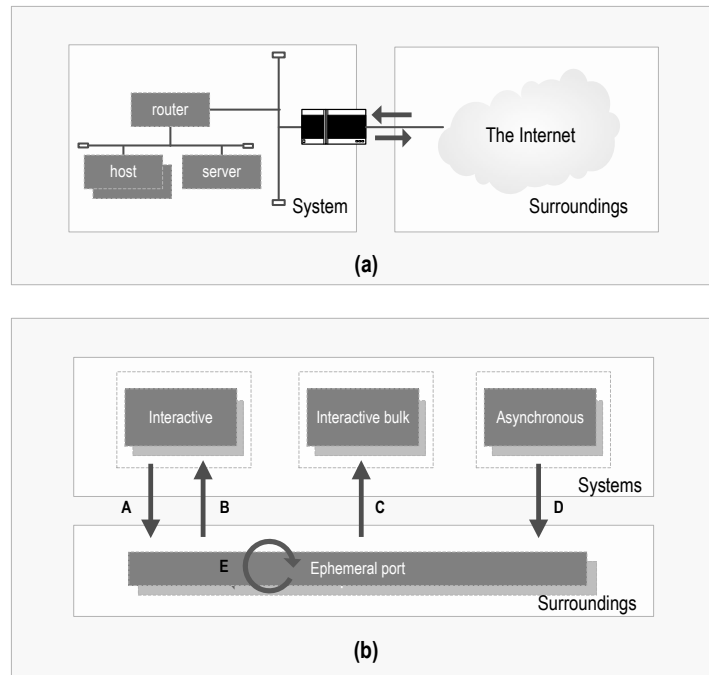 router
host
server
System
The Internet
Surroundings
(a)
Interactive
Interactive bulk
Asynchronous
Systems
A
B
C
D
E
Ephemeral port
Surroundings
(b)